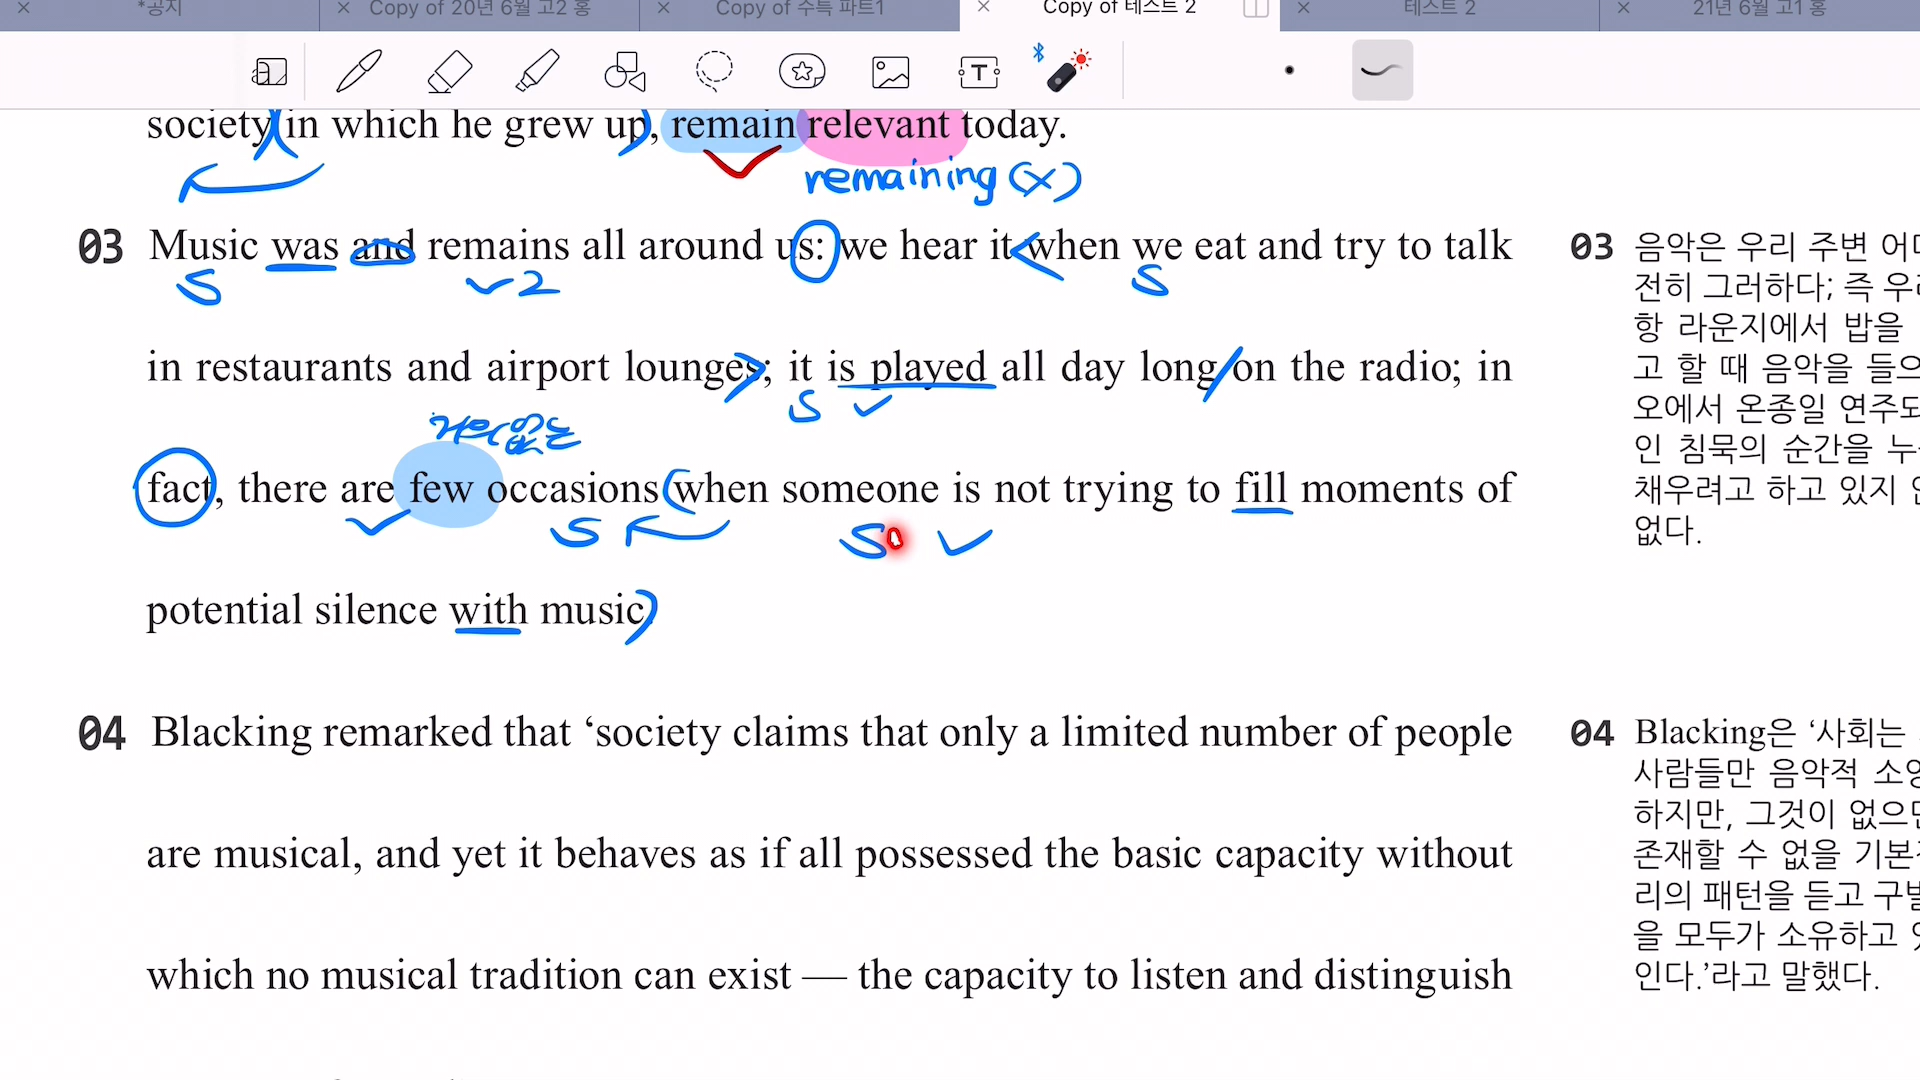 *공지
Copy of 20년 6월 고2 홍
Copy of 수특 파트1
Copy of 테스트 2
테스트 2
21년 6월 고1 홍
T
society in which he grew up, remain relevant today.
remaining (x)
03 Music was and remains all around us: we hear it when we eat and try to talk
S
v2
S
in restaurants and airport lounges; it is played all day long on the radio; in
S v
거의 없는
fact, there are few occasions when someone is not trying to fill moments of
v
S
S v
potential silence with music
04 Blacking remarked that ‘society claims that only a limited number of people
are musical, and yet it behaves as if all possessed the basic capacity without
which no musical tradition can exist — the capacity to listen and distinguish
03 음악은 우리 주변 어
전히 그러하다; 즉 우
항 라운지에서 밥을
고 할 때 음악을 들으
오에서 온종일 연주되
인 침묵의 순간을 누
채우려고 하고 있지
없다.
04 Blacking은 ‘사회는
사람들만 음악적 소
하지만, 그것이 없으
존재할 수 없을 기본
리의 패턴을 듣고 구
을 모두가 소유하고
인다.’라고 말했다.